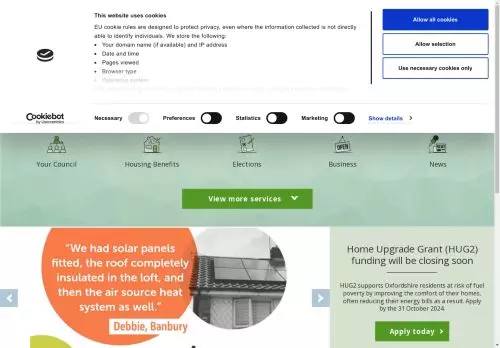 This website uses cookies
EU cookie rules are designed to protect privacy, even where the information collected is not directly
able to identify individuals. We store the following:
• Your domain name (if available) and IP address
• Date and time
• Pages viewed
• Browser type
• Operating system
Allow all cookies
Allow selection
Use necessary cookies only
Cookiebot
by Usercentrics
Necessary
Preferences
Statistics
Marketing
Show details
Your Council
Housing Benefits
Elections
Business
News
OPEN
View more services
“We had solar panels
fitted, the roof completely
insulated in the loft, and
then the air source heat
system as well.”
Debbie, Banbury
Home Upgrade Grant (HUG2)
funding will be closing soon
HUG2 supports Oxfordshire residents at risk of fuel
poverty by improving the comfort of their homes,
often reducing their energy bills as a result. Apply
by the 31 October 2024.
Apply today